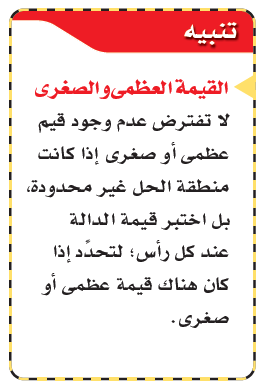 تنبيه
القيمة العظمى والصغرى
لا تفترض عدم وجود قيم
عظمى أو صغرى إذا كانت
منطقة الحل غير محدودة،
بل اختبر قيمة الدالة
عند كل رأس؛ لتحدِّد إذا
كان هناك قيمة عظمى أو
صغرى.